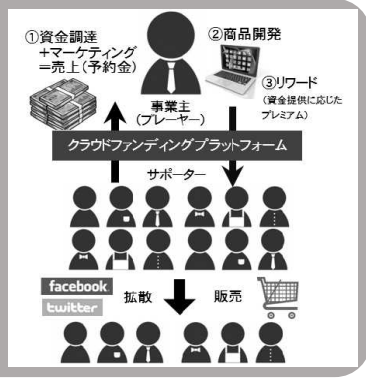 ①資金調達
+マーケティング
=売上(予約金)
②商品開発
③リワード
(資金提供に応じた
プレミアム)
事業主
(プレーヤー)
クラウドファンディングプラットフォーム
サポーター
facebook
twitter
拡散
販売